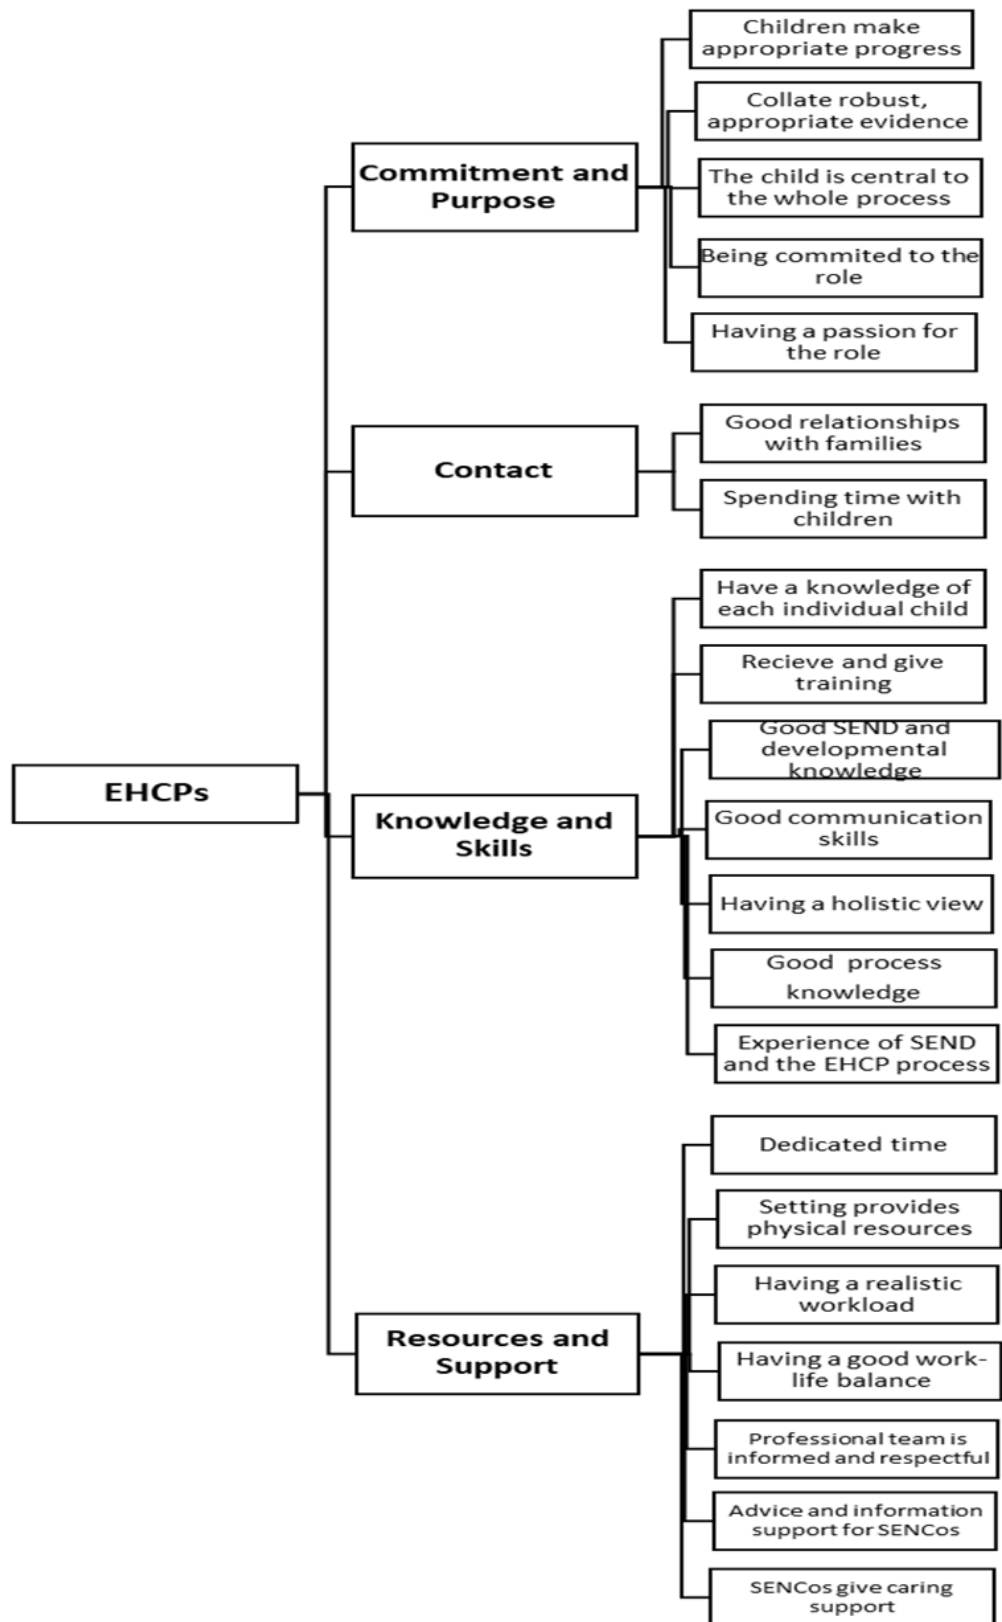 Children make
appropriate progress
Collate robust,
appropriate evidence
Commitment and
Purpose
The child is central to
the whole process
Being commited to the
role
Having a passion for
the role
Contact
Good relationships
with families
Spending time with
children
EHCPs
Knowledge and
Skills
Have a knowledge of
each individual child
Recieve and give
training
Good SEND and
developmental
knowledge
Good communication
skills
Having a holistic view
Good process
knowledge
Experience of SEND
and the EHCP process
Resources and
Support
Dedicated time
Setting provides
physical resources
Having a realistic
workload
Having a good work-
life balance
Professional team is
informed and respectful
Advice and information
support for SENCos
SENCos give caring
support